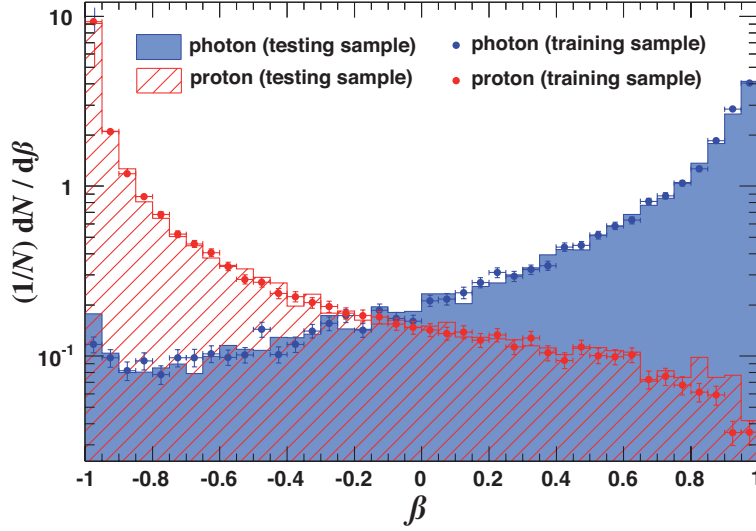 10
photon (testing sample)
photon (training sample)
proton (testing sample)
proton (training sample)
1
10⁻¹
(1/N) dN / dβ
-1 -0.8 -0.6 -0.4 -0.2 0 0.2 0.4 0.6 0.8 1
β